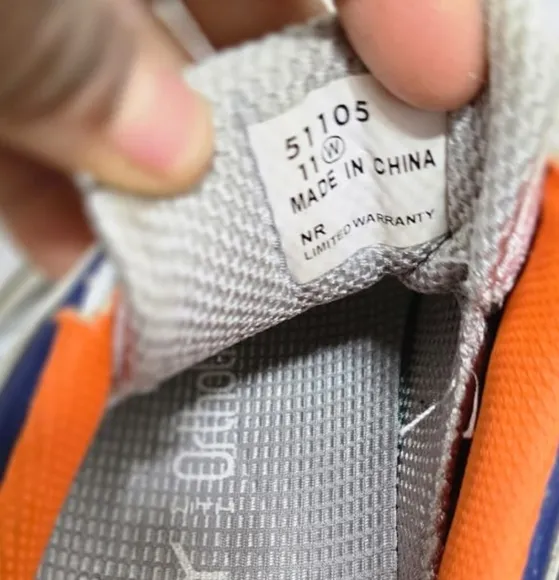 51105
11 Ⓦ
MADE IN CHINA
NR
LIMITED WARRANTY